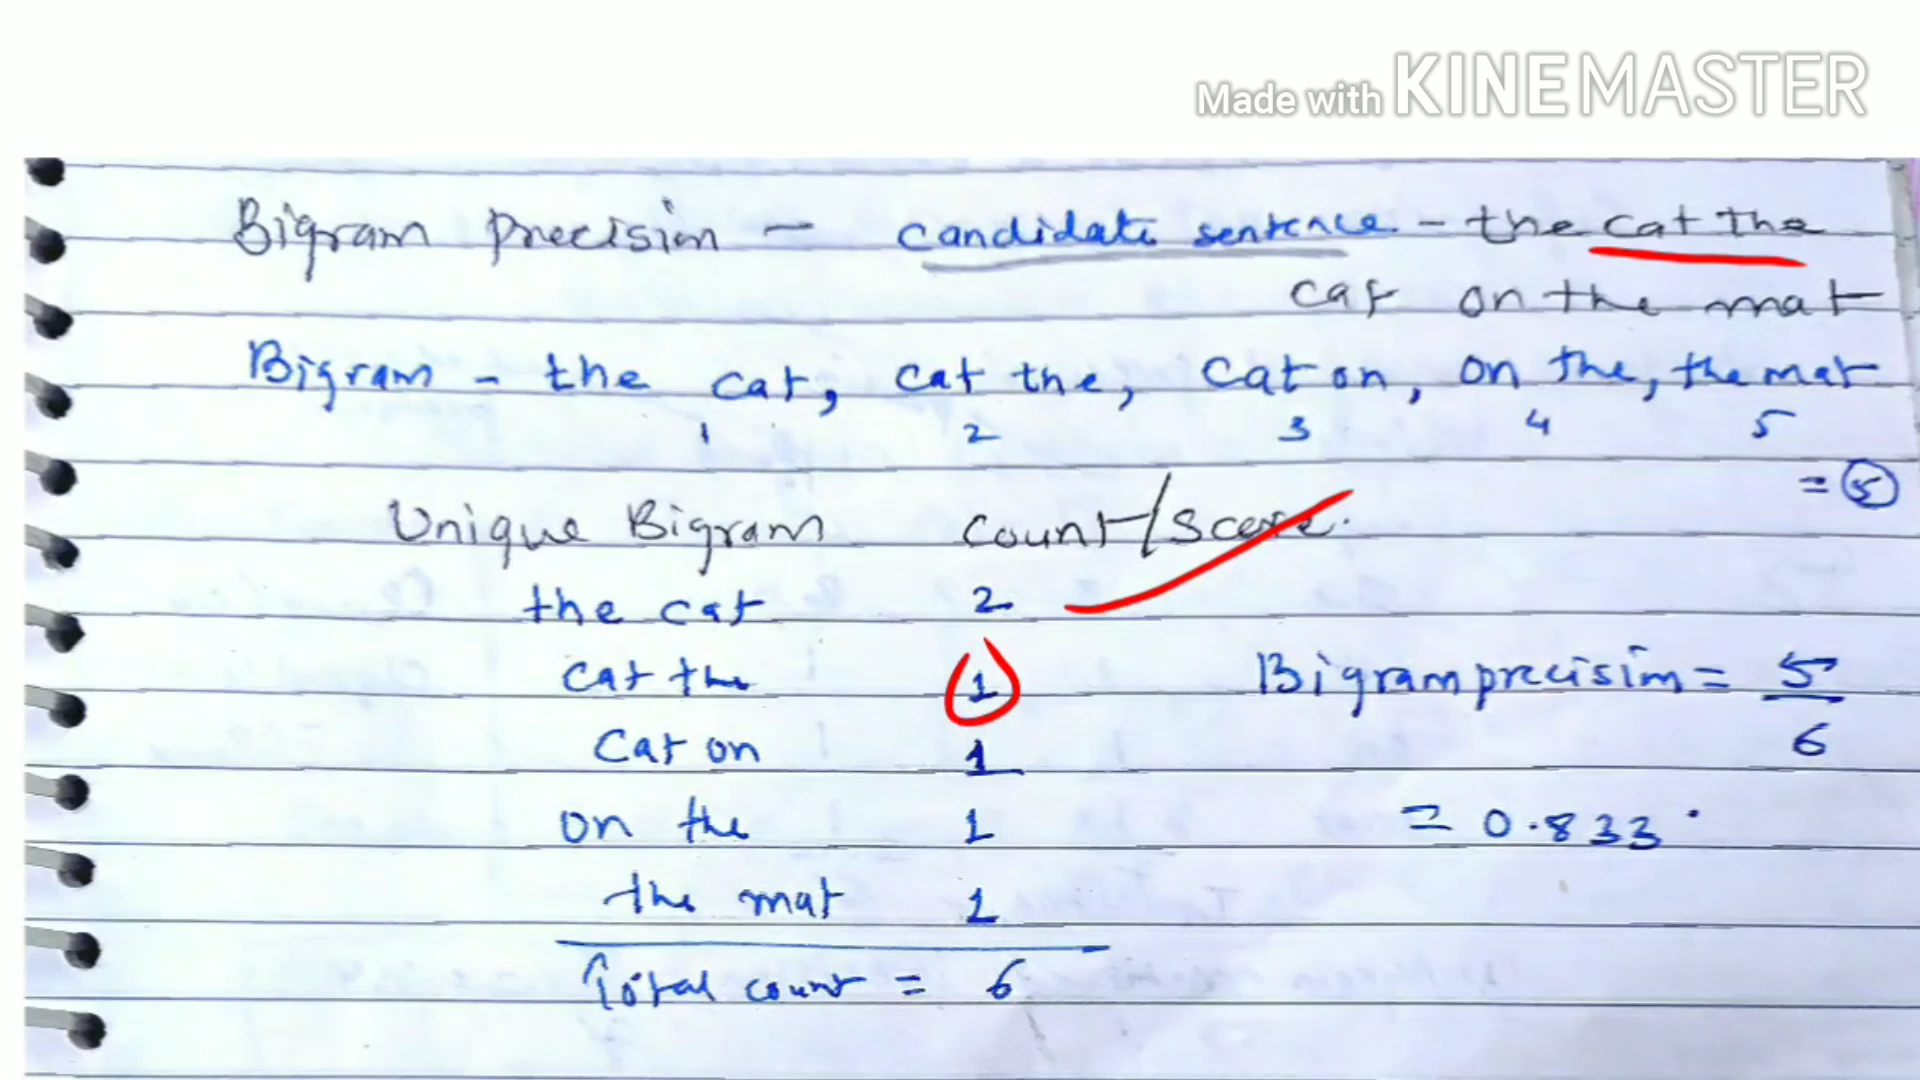 Made with KINEMASTER
Bigram Precision - candidate sentence - the cat the
cat on the mat
Bigram - the cat, cat the, cat on, on the, the mat
1 2 3 4 5
= 5
Unique Bigram Count/Score.
the cat 2
cat the 1
Bigram precision = 5/6
cat on 1
on the 1
= 0.833
the mat 1
Total count = 6